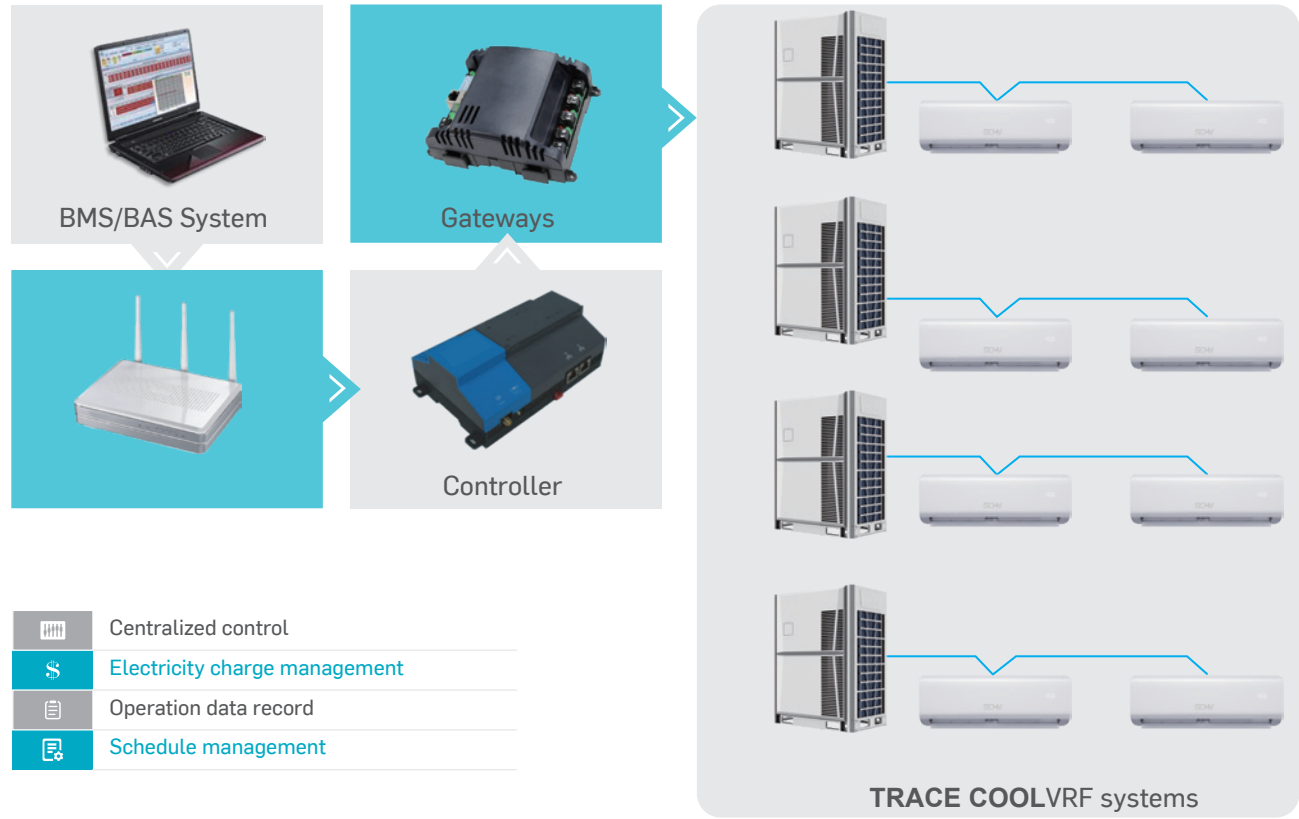 BMS/BAS System
Gateways
Controller
Centralized control
Electricity charge management
Operation data record
Schedule management
TRACE COOLVRF systems